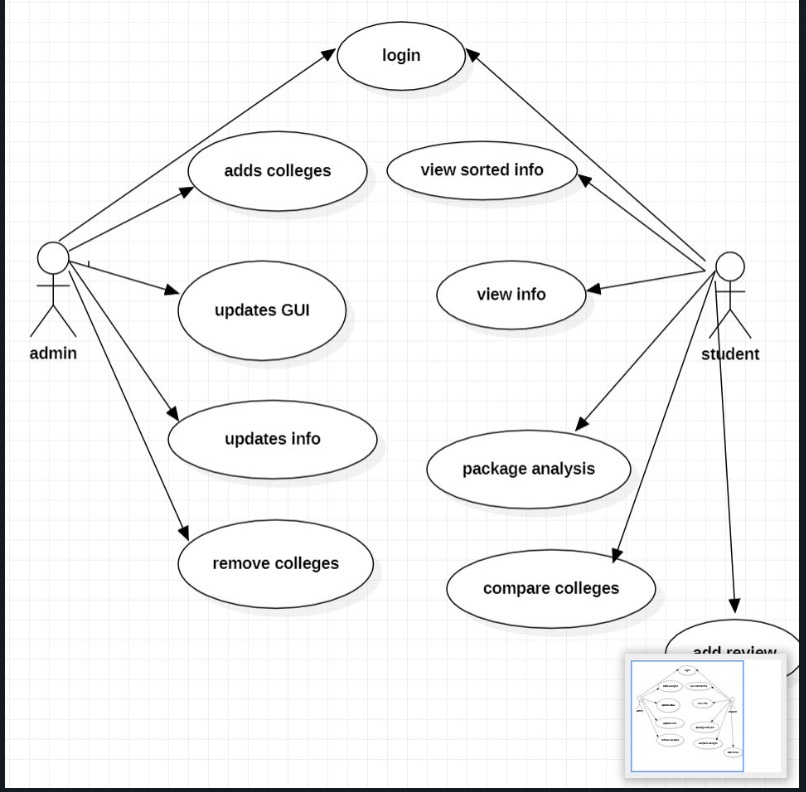 login
adds colleges
view sorted info
updates GUI
view info
admin
student
updates info
package analysis
remove colleges
compare colleges
add review